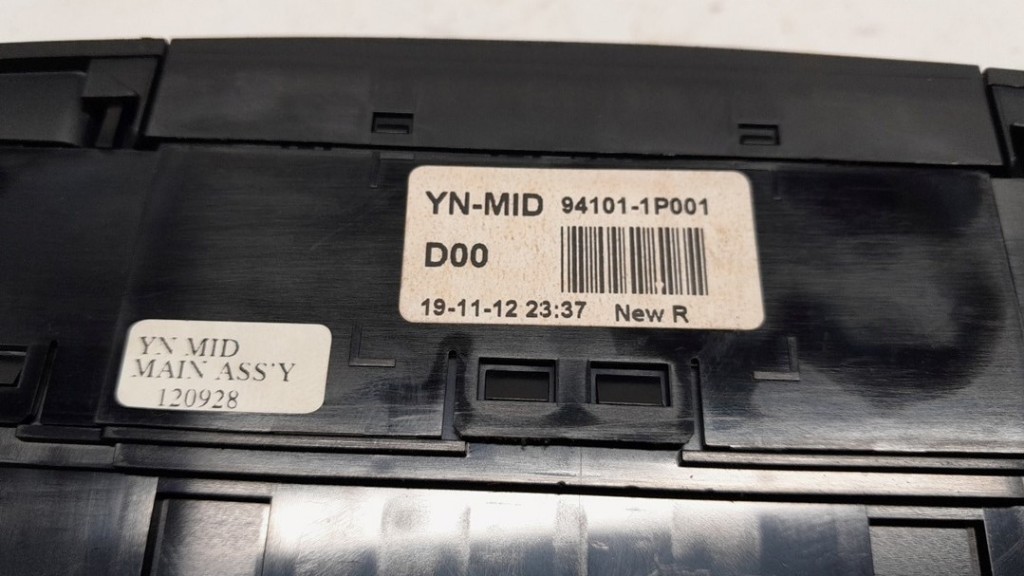 YN-MID 94101-1P001
D00
19-11-12 23:37 New R
YN MID
MAIN ASS'Y
120928